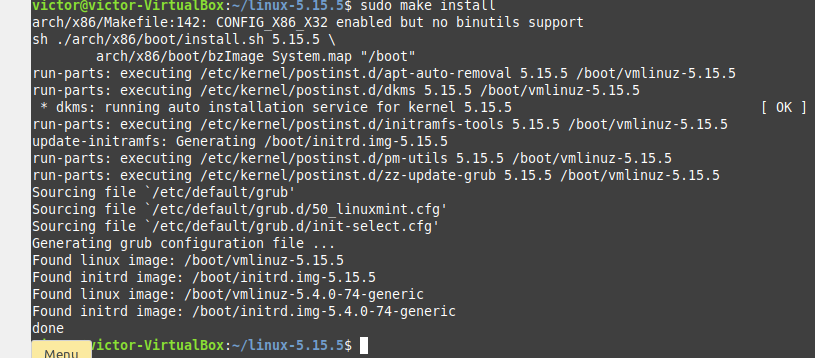 victor@victor-VirtualBox:~/linux-5.15.5$ sudo make install
arch/x86/Makefile:142: CONFIG_X86_X32 enabled but no binutils support
sh ./arch/x86/boot/install.sh 5.15.5 \
        arch/x86/boot/bzImage System.map "/boot"
run-parts: executing /etc/kernel/postinst.d/apt-auto-removal 5.15.5 /boot/vmlinuz-5.15.5
run-parts: executing /etc/kernel/postinst.d/dkms 5.15.5 /boot/vmlinuz-5.15.5
 * dkms: running auto installation service for kernel 5.15.5 [ OK ]
run-parts: executing /etc/kernel/postinst.d/initramfs-tools 5.15.5 /boot/vmlinuz-5.15.5
update-initramfs: Generating /boot/initrd.img-5.15.5
run-parts: executing /etc/kernel/postinst.d/pm-utils 5.15.5 /boot/vmlinuz-5.15.5
run-parts: executing /etc/kernel/postinst.d/zz-update-grub 5.15.5 /boot/vmlinuz-5.15.5
Sourcing file `/etc/default/grub'
Sourcing file `/etc/default/grub.d/50_linuxmint.cfg'
Sourcing file `/etc/default/grub.d/init-select.cfg'
Generating grub configuration file ...
Found linux image: /boot/vmlinuz-5.15.5
Found initrd image: /boot/initrd.img-5.15.5
Found linux image: /boot/vmlinuz-5.4.0-74-generic
Found initrd image: /boot/initrd.img-5.4.0-74-generic
done
victor-VirtualBox:~/linux-5.15.5$
Menu